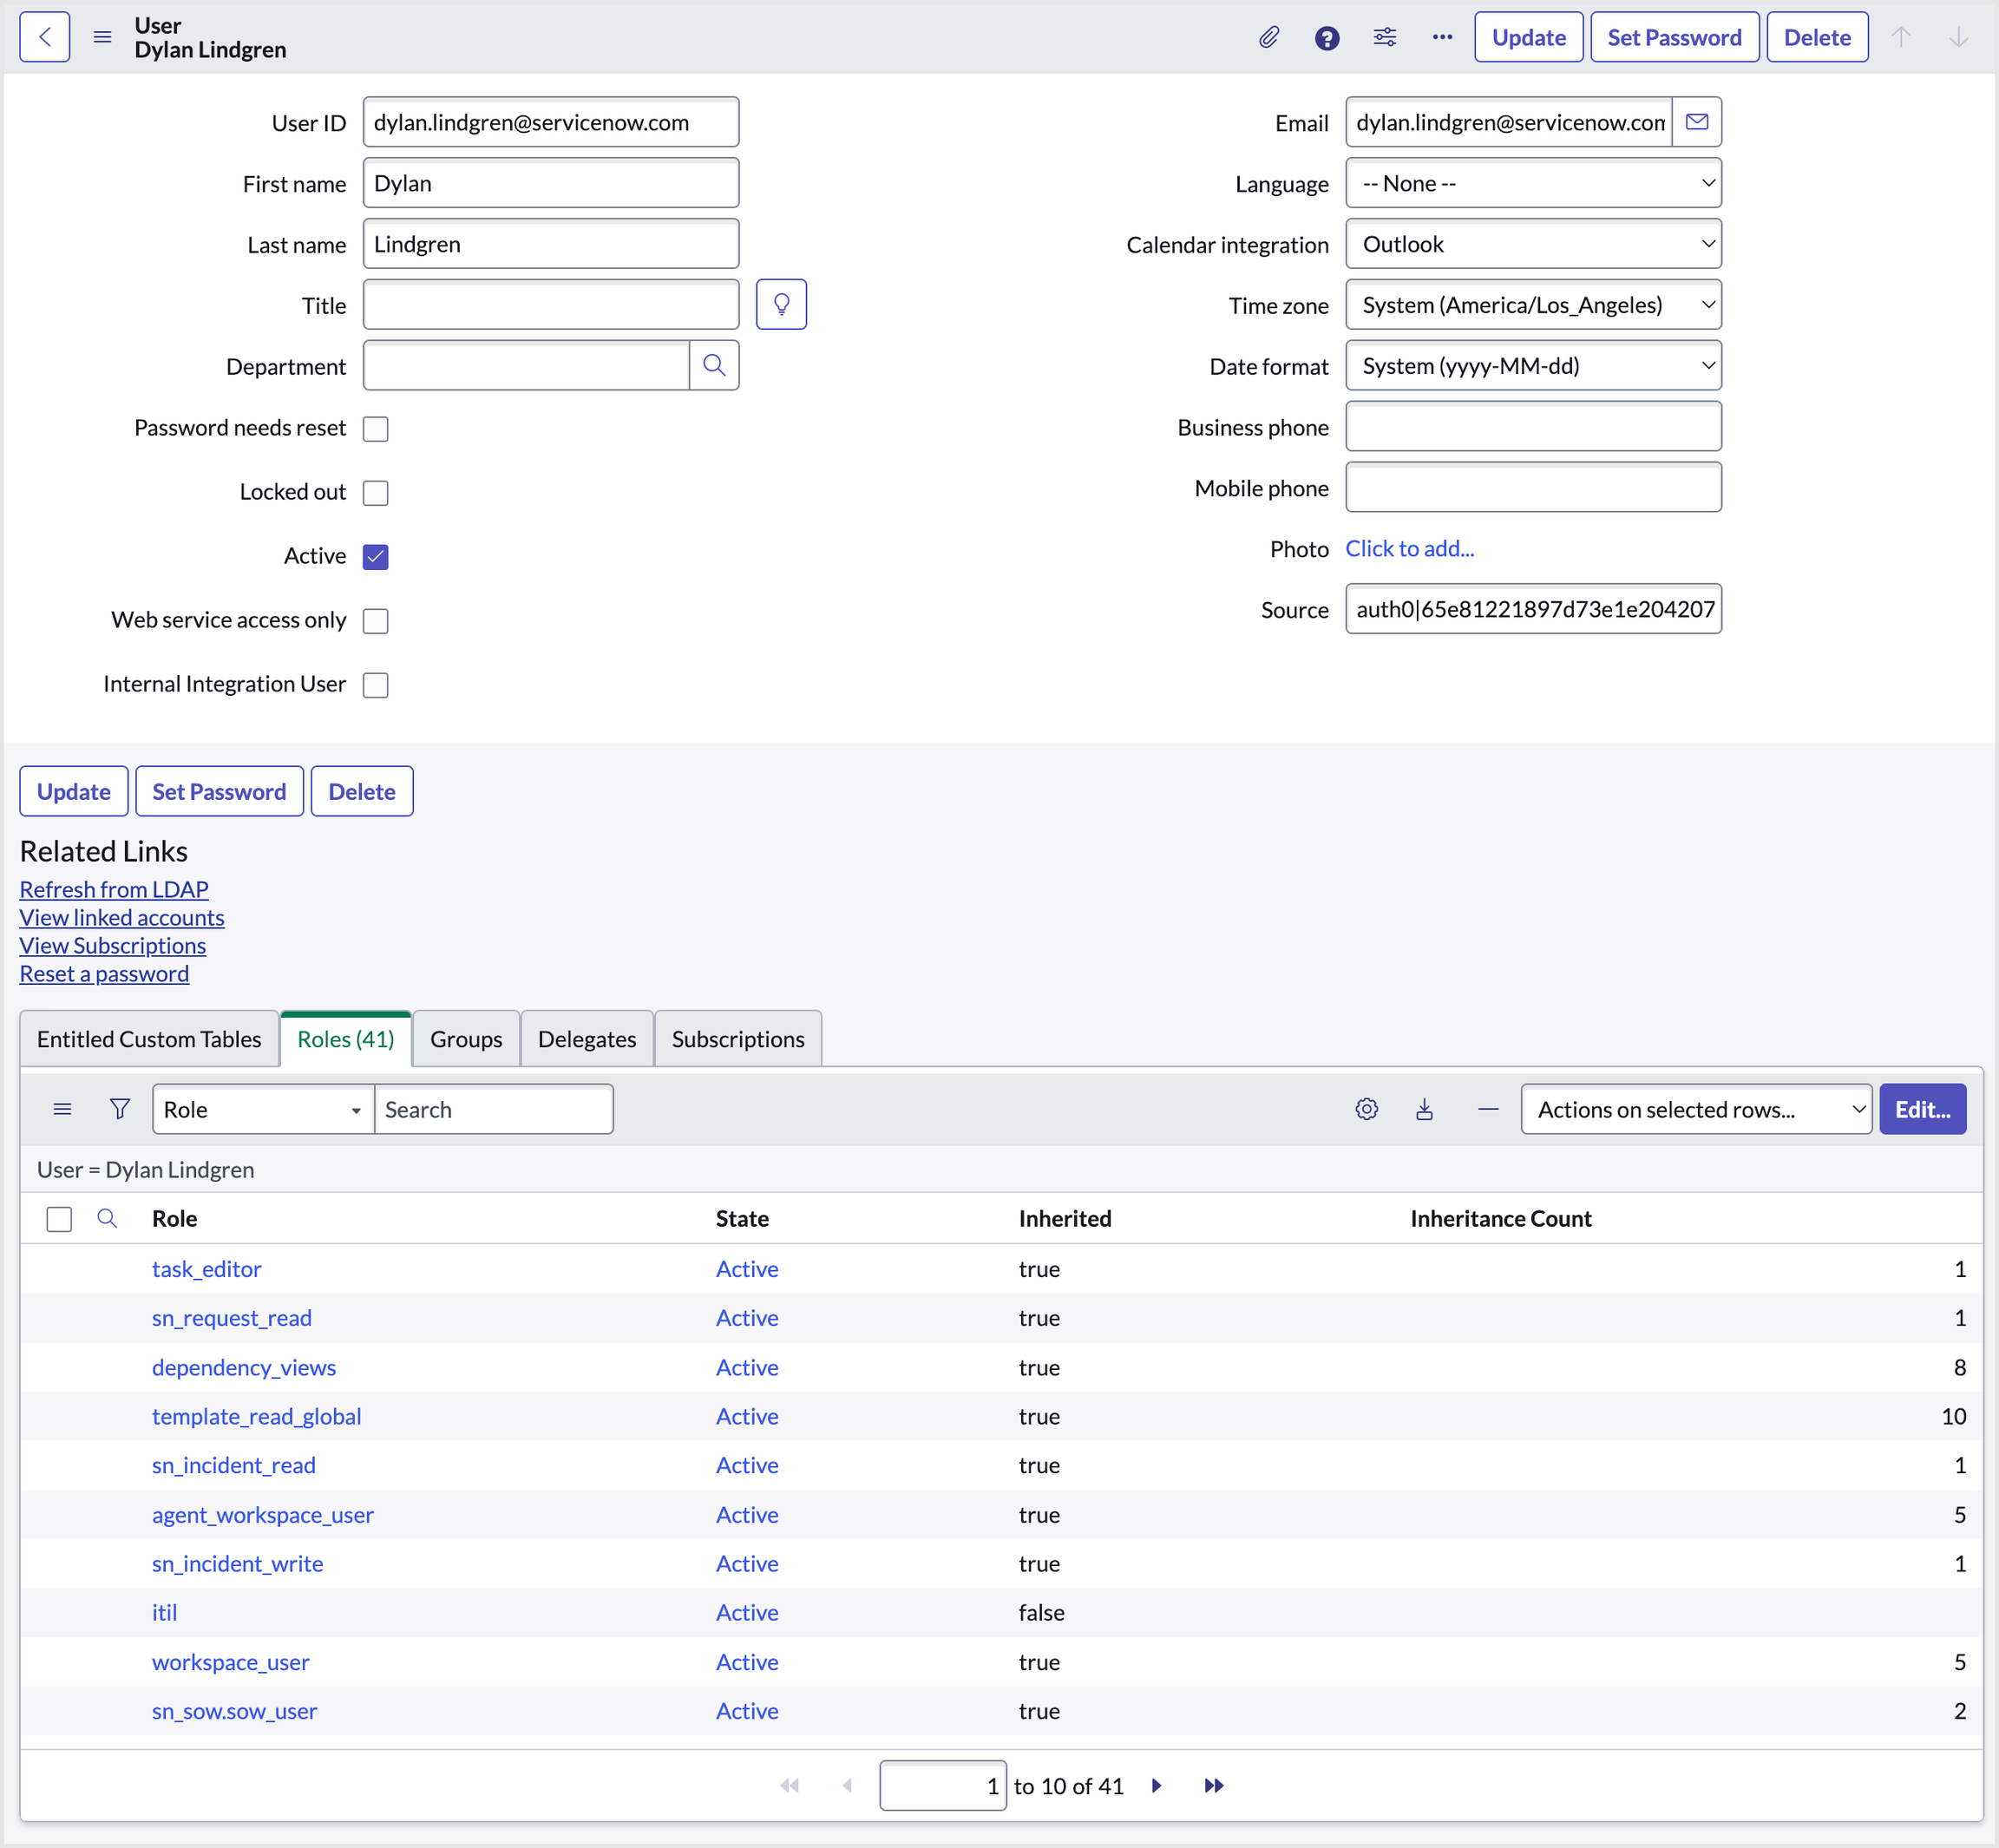 User
Dylan Lindgren
Update
Set Password
Delete
User ID
dylan.lindgren@servicenow.com
First name
Dylan
Last name
Lindgren
Title
Department
Password needs reset
Locked out
Active
Web service access only
Internal Integration User
Email
dylan.lindgren@servicenow.com
Language
-- None --
Calendar integration
Outlook
Time zone
System (America/Los_Angeles)
Date format
System (yyyy-MM-dd)
Business phone
Mobile phone
Photo
Click to add...
Source
auth0|65e81221897d73e1e204207
Update
Set Password
Delete
Related Links
Refresh from LDAP
View linked accounts
View Subscriptions
Reset a password
Entitled Custom Tables
Roles (41)
Groups
Delegates
Subscriptions
Role
Search
Actions on selected rows...
Edit...
User = Dylan Lindgren
Role State Inherited Inheritance Count
task_editor Active true 1
sn_request_read Active true 1
dependency_views Active true 8
template_read_global Active true 10
sn_incident_read Active true 1
agent_workspace_user Active true 5
sn_incident_write Active true 1
itil Active false
workspace_user Active true 5
sn_sow.sow_user Active true 2
1 to 10 of 41